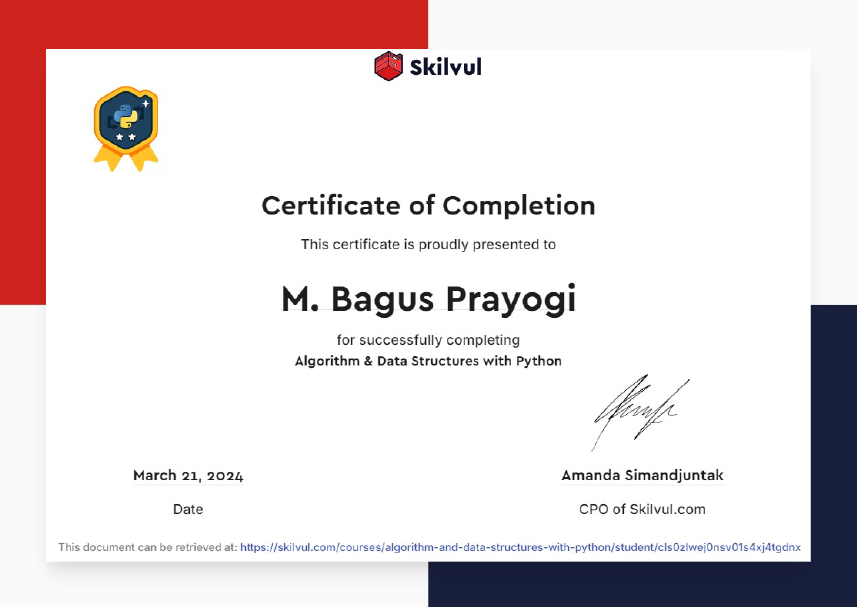 Skilvul
Certificate of Completion
This certificate is proudly presented to
M. Bagus Prayogi
for successfully completing
Algorithm & Data Structures with Python
March 21, 2024
Amanda Simandjuntak
Date
CPO of Skilvul.com
This document can be retrieved at: https://skilvul.com/courses/algorithm-and-data-structures-with-python/student/cls0zlwej0nsv01s4xj4tgdnx